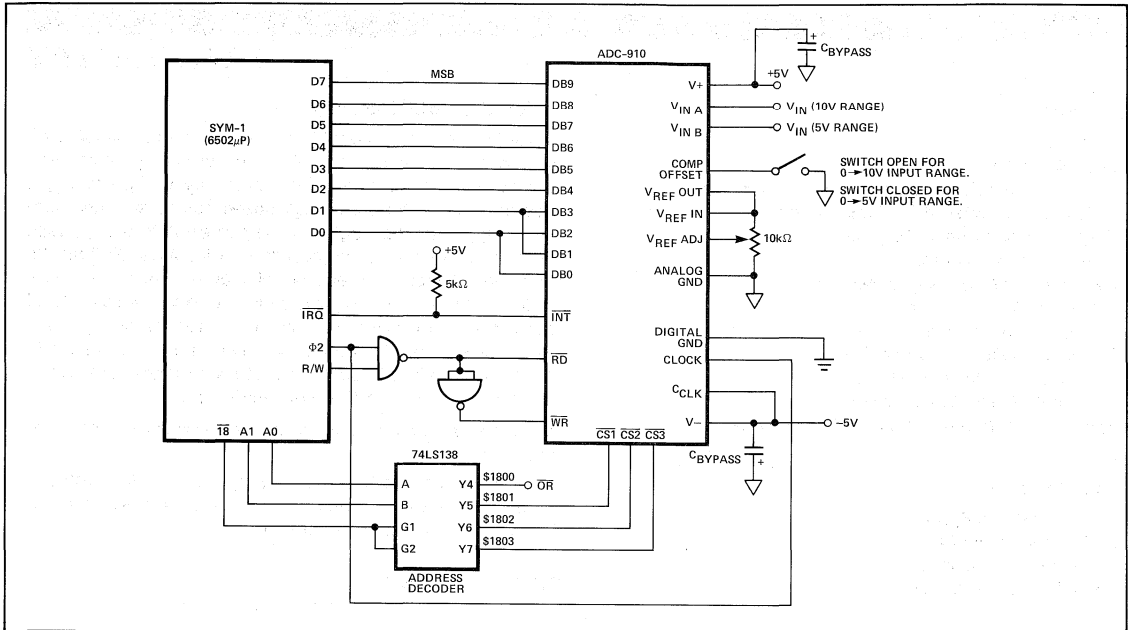 ADC-910
SYM-1
(6502μP)
D7
D6
D5
D4
D3
D2
D1
D0
MSB
+5V
5kΩ
IRQ
Φ2
R/W
18 A1 A0
DB9
DB8
DB7
DB6
DB5
DB4
DB3
DB2
DB1
DB0
INT
RD
WR
CS1 CS2 CS3
V+
VIN A
VIN B
COMP
OFFSET
VREF OUT
VREF IN
VREF ADJ
ANALOG
GND
DIGITAL
GND
CLOCK
CCLK
V−
+
CBYPASS
+5V
VIN (10V RANGE)
VIN (5V RANGE)
SWITCH OPEN FOR
0→10V INPUT RANGE.
SWITCH CLOSED FOR
0→5V INPUT RANGE.
10kΩ
−5V
CBYPASS
+
74LS138
A
B
G1
G2
Y4
Y5
Y6
Y7
$1800
OR
$1801
$1802
$1803
ADDRESS
DECODER